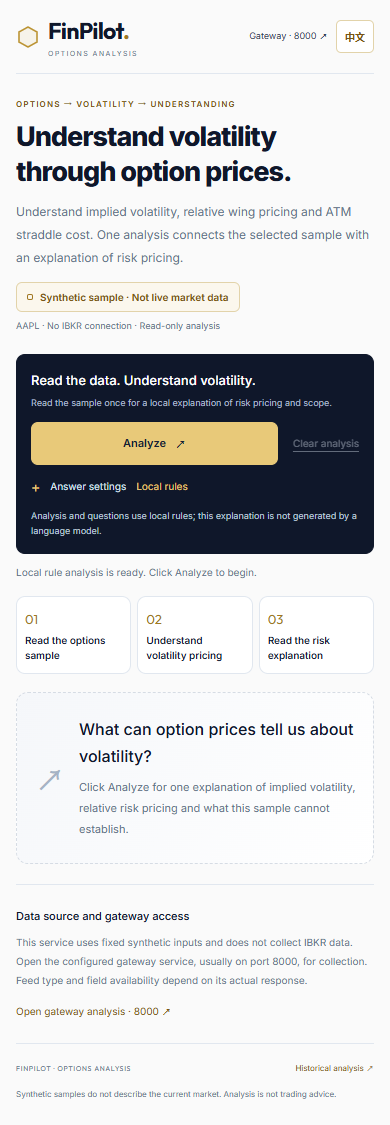 FinPilot.
OPTIONS ANALYSIS
Gateway · 8000 ↗
中文
OPTIONS → VOLATILITY → UNDERSTANDING
Understand volatility
through option prices.
Understand implied volatility, relative wing pricing and ATM
straddle cost. One analysis connects the selected sample with
an explanation of risk pricing.
Synthetic sample · Not live market data
AAPL · No IBKR connection · Read-only analysis
Read the data. Understand volatility.
Read the sample once for a local explanation of risk pricing and scope.
Analyze ↗
Clear analysis
+ Answer settings Local rules
Analysis and questions use local rules; this explanation is not generated by a
language model.
Local rule analysis is ready. Click Analyze to begin.
01
Read the options
sample
02
Understand
volatility pricing
03
Read the risk
explanation
What can option prices tell us about
volatility?
Click Analyze for one explanation of implied volatility,
relative risk pricing and what this sample cannot
establish.
Data source and gateway access
This service uses fixed synthetic inputs and does not collect IBKR data.
Open the configured gateway service, usually on port 8000, for collection.
Feed type and field availability depend on its actual response.
Open gateway analysis · 8000 ↗
FINPILOT · OPTIONS ANALYSIS
Historical analysis ↗
Synthetic samples do not describe the current market. Analysis is not trading advice.